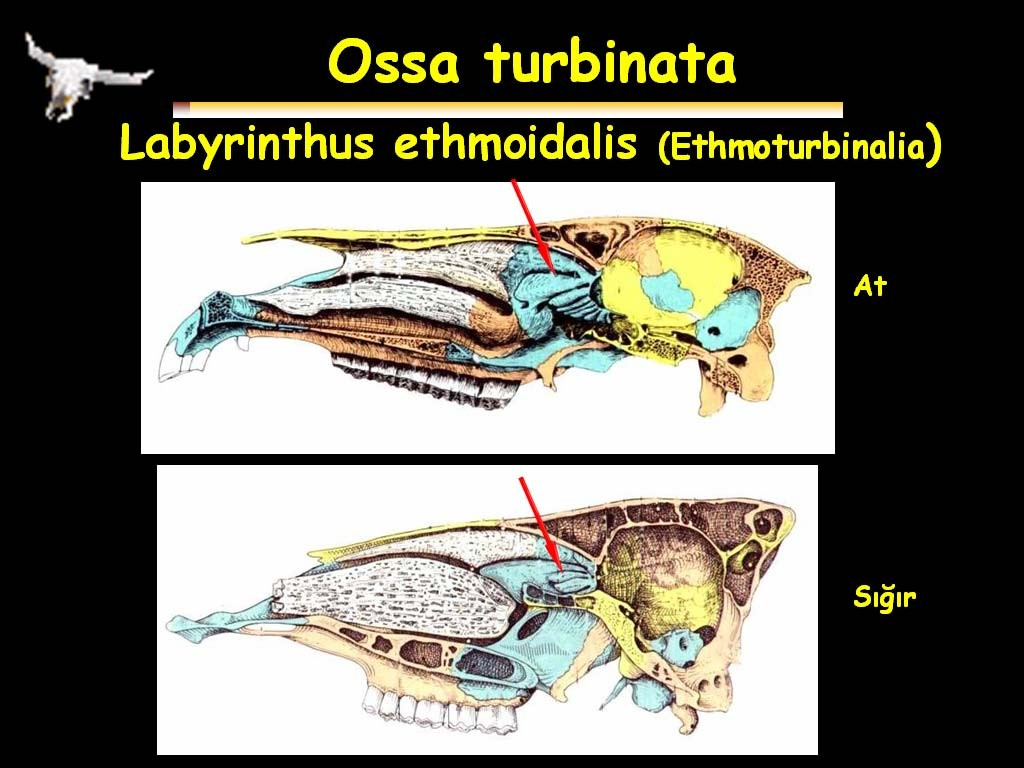 Ossa turbinata
Labyrinthus ethmoidalis (Ethmoturbinalia)
At
Sığır